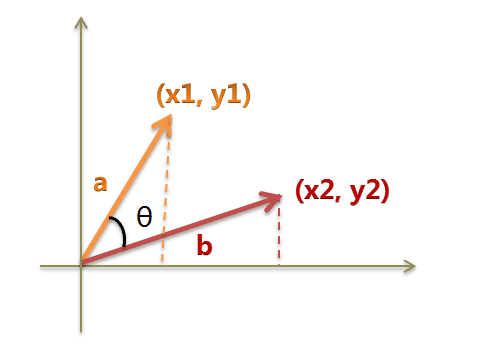 (x1, y1)
a
(x2, y2)
θ
b